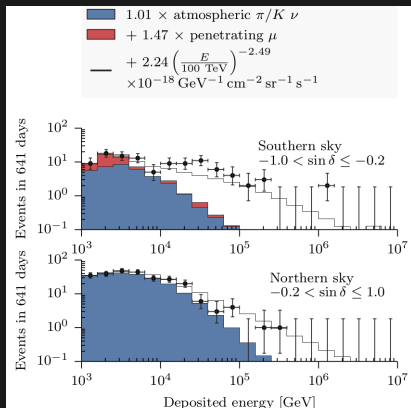 1.01 × atmospheric π/K ν
+ 1.47 × penetrating μ
+ 2.24 (E/100 TeV)^−2.49
×10^−18 GeV^−1 cm^−2 sr^−1 s^−1
Events in 641 days
10^2
10^1
10^0
10^−1
Southern sky
−1.0 < sin δ ≤ −0.2
10^3 10^4 10^5 10^6 10^7
Events in 641 days
10^2
10^1
10^0
10^−1
Northern sky
−0.2 < sin δ ≤ 1.0
10^3 10^4 10^5 10^6 10^7
Deposited energy [GeV]